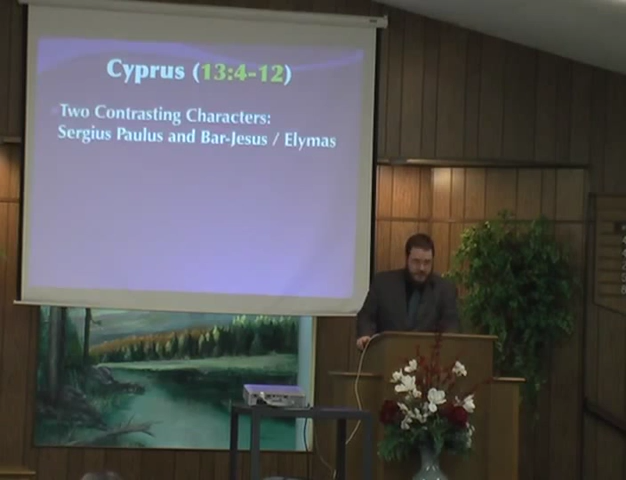 Cyprus (13:4-12)
Two Contrasting Characters:
Sergius Paulus and Bar-Jesus / Elymas